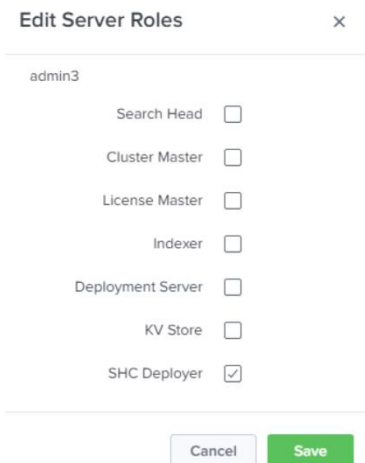 Edit Server Roles
admin3
Search Head
Cluster Master
License Master
Indexer
Deployment Server
KV Store
SHC Deployer
Cancel Save